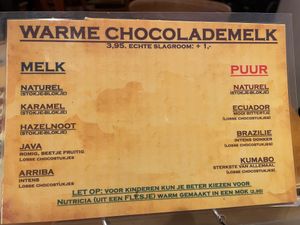 WARME CHOCOLADEMELK
3,95. ECHTE SLAGROOM: + 1,-
MELK
NATUREL
(STOKJE+BLOKJE)
KARAMEL
(STOKJE+BLOKJE)
HAZELNOOT
(STOKJE+BLOKJE)
JAVA
ROMIG, BEETJE FRUITIG
LOSSE CHOCOSTUKJES
ARRIBA
INTENS
LOSSE CHOCOSTUKJES
PUUR
NATUREL
(STOKJE+BLOKJE)
ECUADOR
MOOI BITTERTJE
(LOSSE CHOCOSTUKJES)
BRAZILIE
INTENS DONKER
(LOSSE CHOCOSTUKJES)
KUMABO
STERKSTE VAN ALLEMAAL
(LOSSE CHOCOSTUKJES)
LET OP: VOOR KINDEREN KUN JE BETER KIEZEN VOOR
NUTRICIA (UIT EEN FLESJE) WARM GEMAAKT IN EEN MOK (2,95)